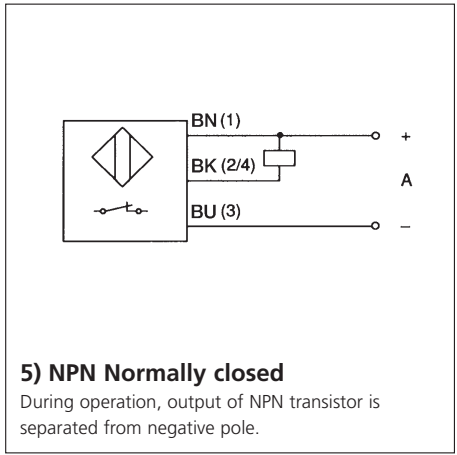 BN (1)
+
BK (2/4)
A
BU (3)
–
5) NPN Normally closed
During operation, output of NPN transistor is
separated from negative pole.